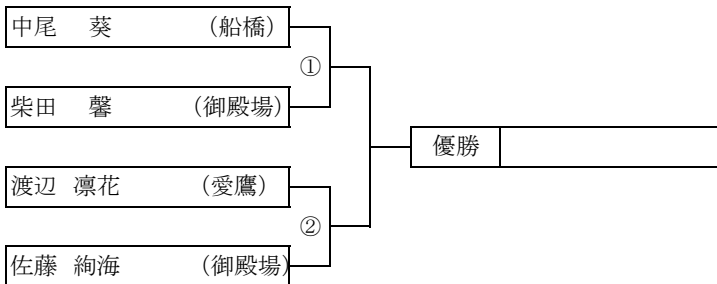 中尾 葵 （船橋）
①
柴田 馨 （御殿場）
優勝
渡辺 凛花 （愛鷹）
②
佐藤 絢海 （御殿場）